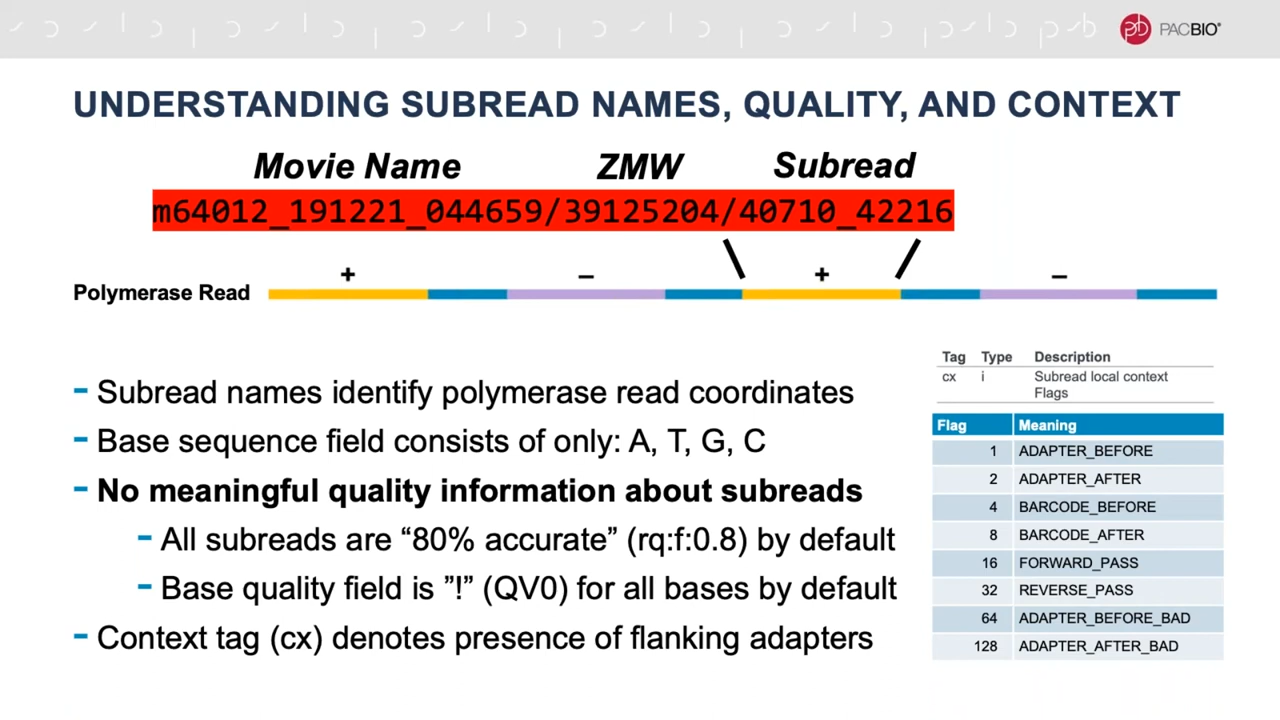 PACBIO®
UNDERSTANDING SUBREAD NAMES, QUALITY, AND CONTEXT
Movie Name ZMW Subread
m64012_191221_044659/39125204/40710_42216
+ – + –
Polymerase Read
- Subread names identify polymerase read coordinates
- Base sequence field consists of only: A, T, G, C
- No meaningful quality information about subreads
- All subreads are “80% accurate” (rq:f:0.8) by default
- Base quality field is ”!” (QV0) for all bases by default
- Context tag (cx) denotes presence of flanking adapters
Tag Type Description
cx i Subread local context
Flags
Flag Meaning
1 ADAPTER_BEFORE
2 ADAPTER_AFTER
4 BARCODE_BEFORE
8 BARCODE_AFTER
16 FORWARD_PASS
32 REVERSE_PASS
64 ADAPTER_BEFORE_BAD
128 ADAPTER_AFTER_BAD